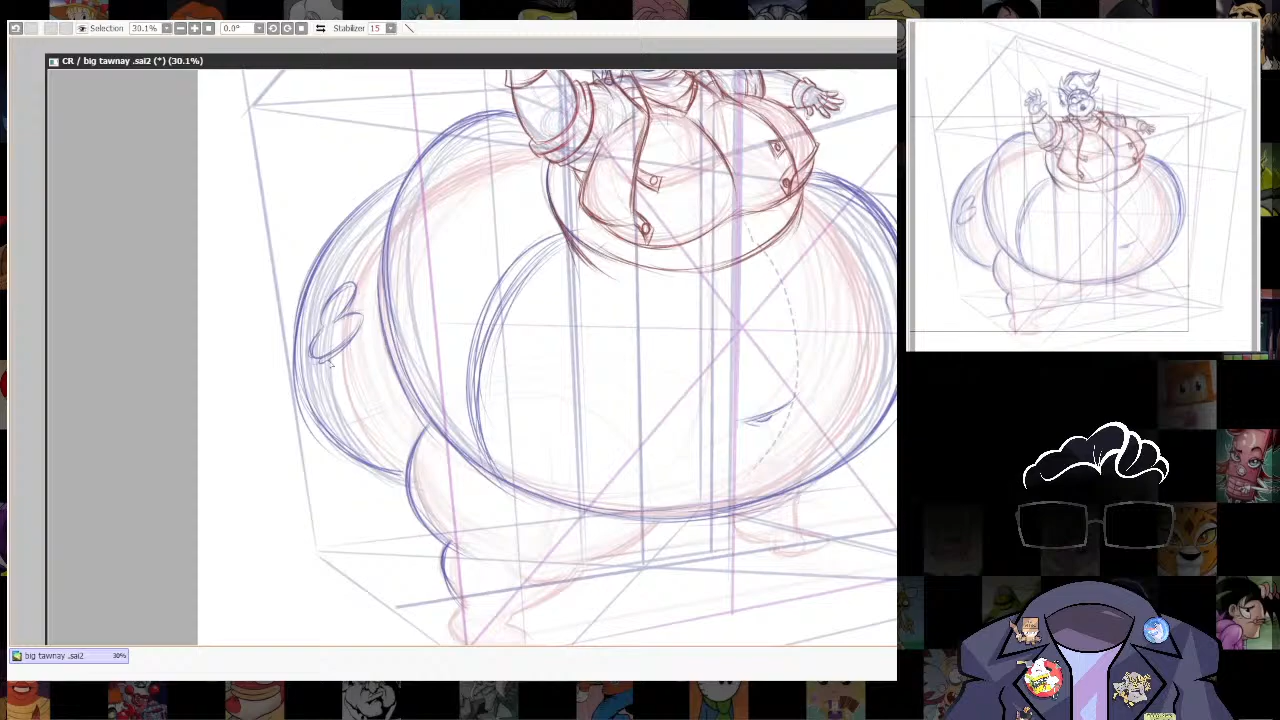 Selection 30.1% 0.0° Stabilizer 15
CR / big tawnay .sai2 (*) (30.1%)
big tawnay .sai2 30%